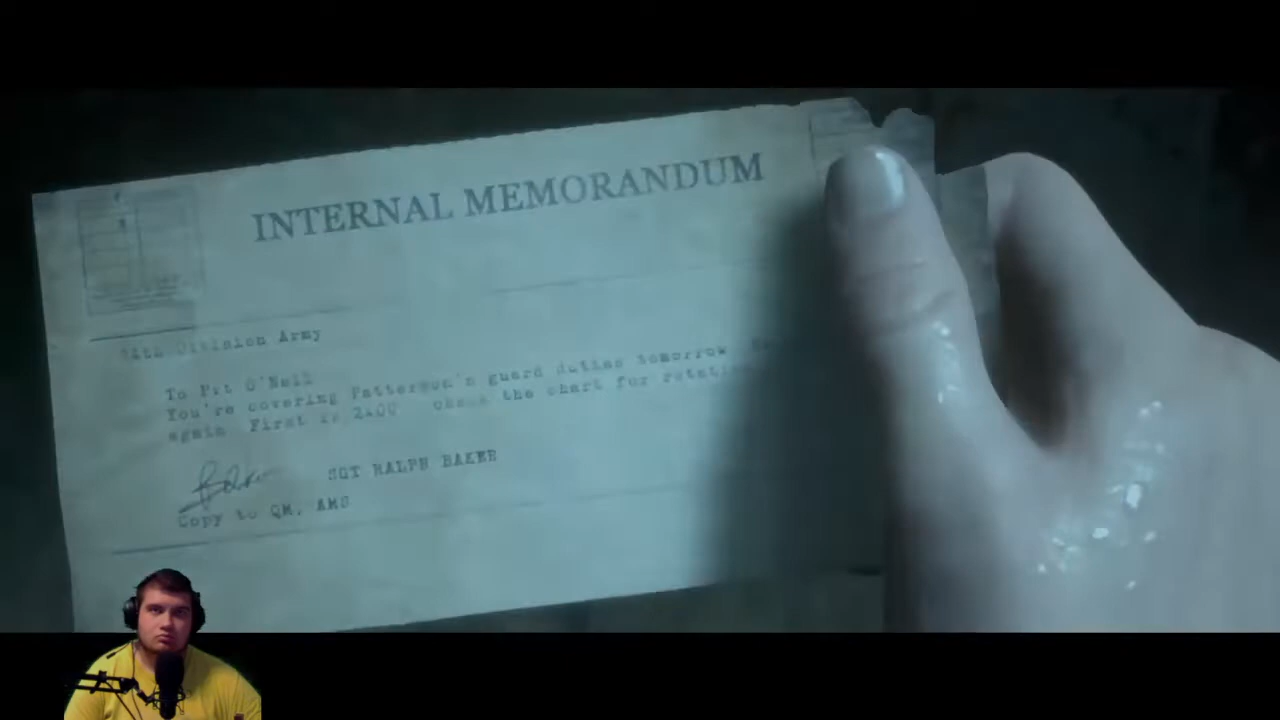 INTERNAL MEMORANDUM
Division Army
To Pvt O'Neil
You're covering Patterson's guard duties tomorrow
again First is 2400 check the chart for
SGT RALPH BAKER
Copy to QM, AMS